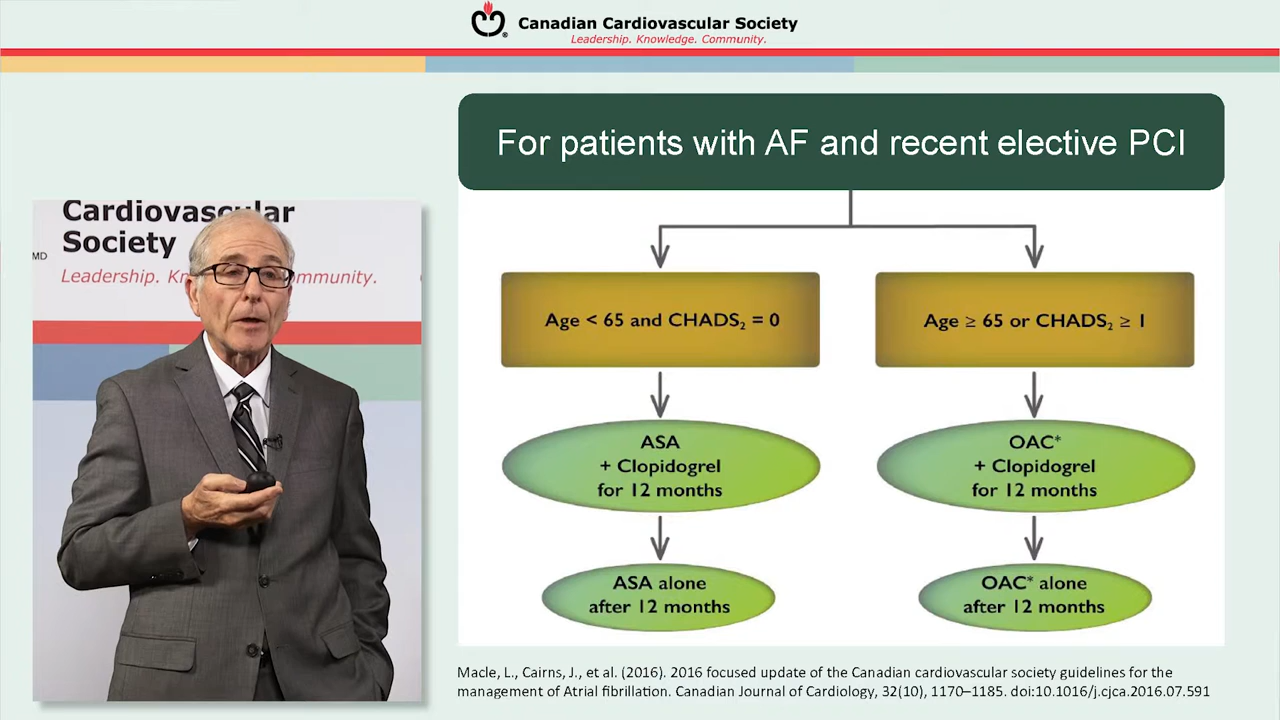 Canadian Cardiovascular Society
Leadership. Knowledge. Community.
For patients with AF and recent elective PCI
Cardiovascular
Society
MD
Leadership. Kn
mmunity.
Age < 65 and CHADS₂ = 0
Age ≥ 65 or CHADS₂ ≥ 1
ASA
+ Clopidogrel
for 12 months
OAC*
+ Clopidogrel
for 12 months
ASA alone
after 12 months
OAC* alone
after 12 months
Macle, L., Cairns, J., et al. (2016). 2016 focused update of the Canadian cardiovascular society guidelines for the
management of Atrial fibrillation. Canadian Journal of Cardiology, 32(10), 1170–1185. doi:10.1016/j.cjca.2016.07.591